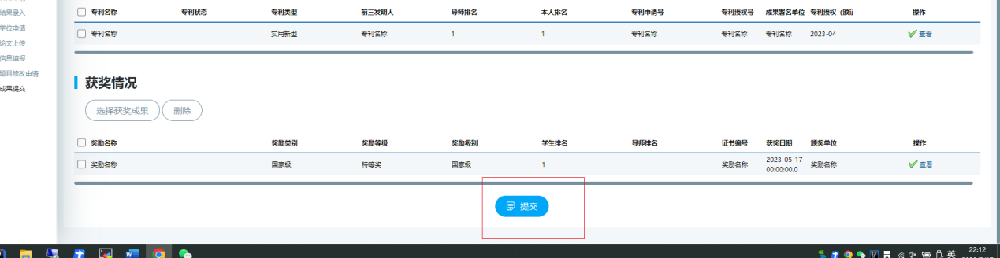 结果录入
学位申请
论文上传
信息填报
题目修改申请
成果提交
专利名称 专利状态 专利类型 前三发明人 导师排名 本人排名 专利申请号 专利授权号 成果署名单位 专利授权（颁证 操作
专利名称 实用新型 专利名称 1 1 专利名称 专利名称 专利名称 2023-04 查看
获奖情况
选择获奖成果 删除
奖励名称 奖励类别 奖励等级 奖励级别 学生排名 导师排名 证书编号 获奖日期 颁奖单位 操作
奖励名称 国家级 特等奖 国家级 1 奖励名称 2023-05-17 00:00:00.0 奖励名称 查看
提交
英 22:12